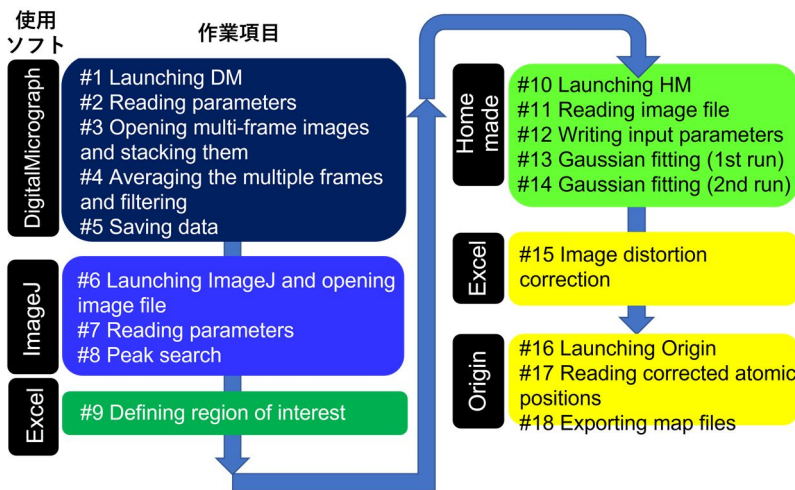 使用
ソフト
作業項目
DigitalMicrograph
#1 Launching DM
#2 Reading parameters
#3 Opening multi-frame images
and stacking them
#4 Averaging the multiple frames
and filtering
#5 Saving data
ImageJ
#6 Launching ImageJ and opening
image file
#7 Reading parameters
#8 Peak search
Excel
#9 Defining region of interest
Home
made
#10 Launching HM
#11 Reading image file
#12 Writing input parameters
#13 Gaussian fitting (1st run)
#14 Gaussian fitting (2nd run)
Excel
#15 Image distortion
correction
Origin
#16 Launching Origin
#17 Reading corrected atomic
positions
#18 Exporting map files